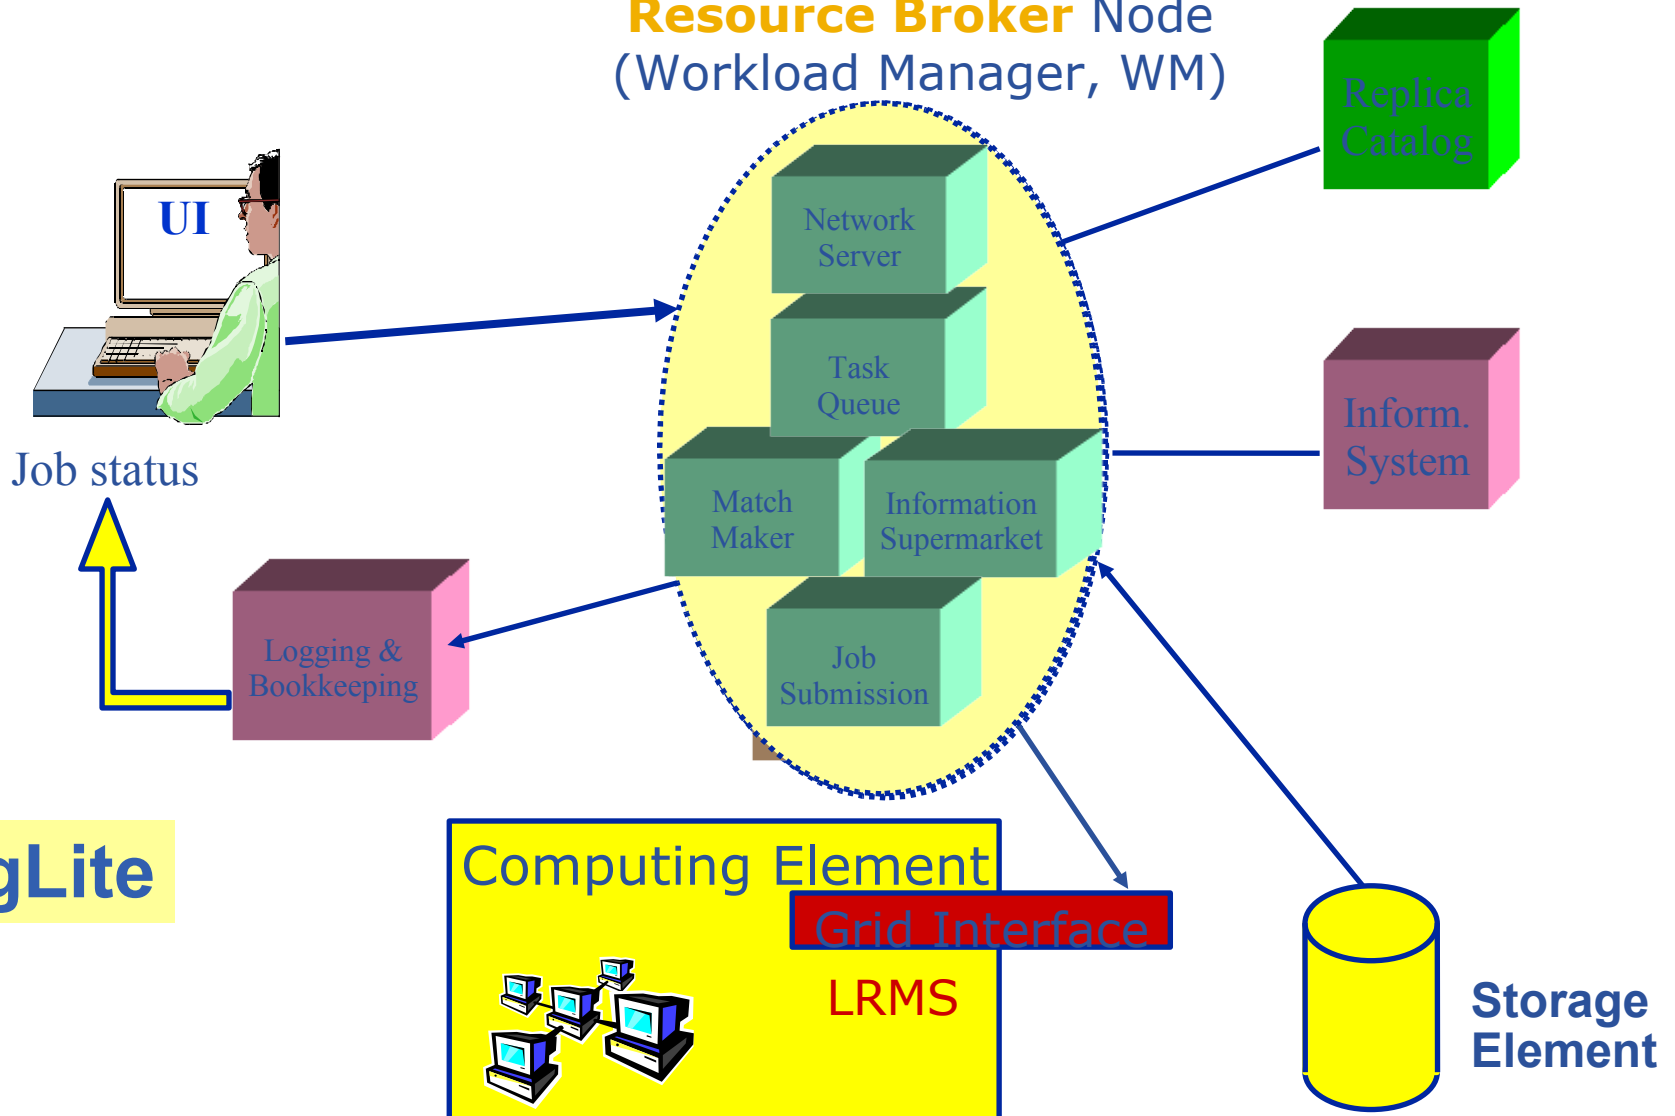 Resource Broker Node
(Workload Manager, WM)
Replica
Catalog
UI
Network
Server
Task
Queue
Inform.
System
Job status
Match
Maker
Information
Supermarket
Logging &
Bookkeeping
Job
Submission
gLite
Computing Element
Grid Interface
LRMS
Storage
Element